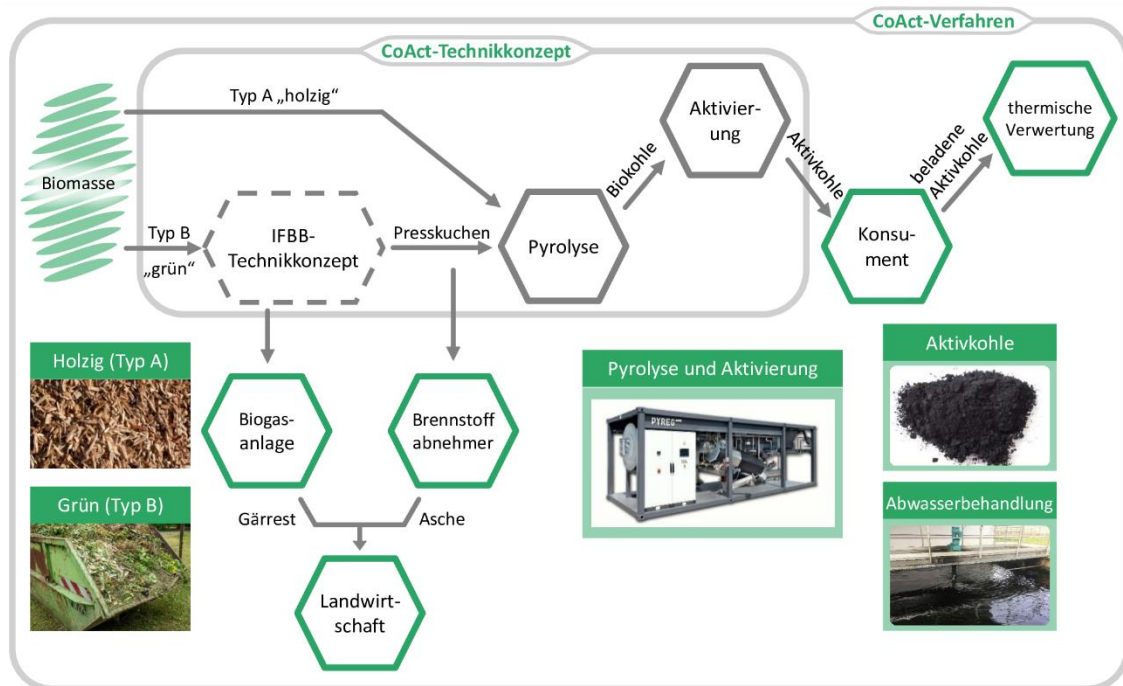 CoAct-Verfahren
CoAct-Technikkonzept
Typ A „holzig“
Aktivier-
ung
thermische
Verwertung
Biomasse
Biokohle
Aktivkohle
beladene
Aktivkohle
Typ B
„grün“
IFBB-
Technikkonzept
Presskuchen
Pyrolyse
Konsu-
ment
Holzig (Typ A)
Biogas-
anlage
Brennstoff
abnehmer
Pyrolyse und Aktivierung
PYREG
Aktivkohle
Grün (Typ B)
Gärrest
Asche
Abwasserbehandlung
Landwirt-
schaft